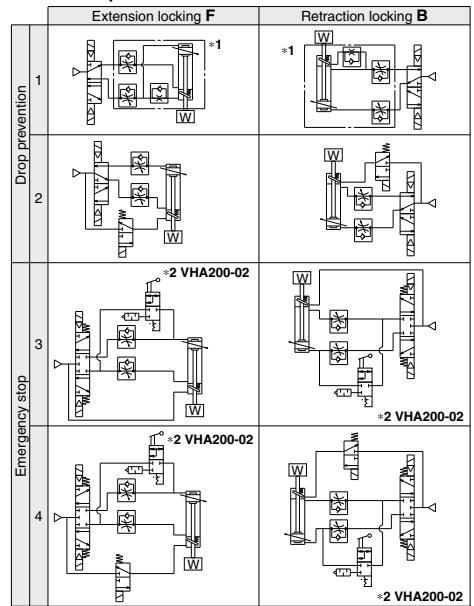 Extension locking F
Retraction locking B
Drop prevention
1
*1
W
*1
W
2
W
W
Emergency stop
3
*2 VHA200-02
W
W
*2 VHA200-02
4
*2 VHA200-02
W
W
*2 VHA200-02